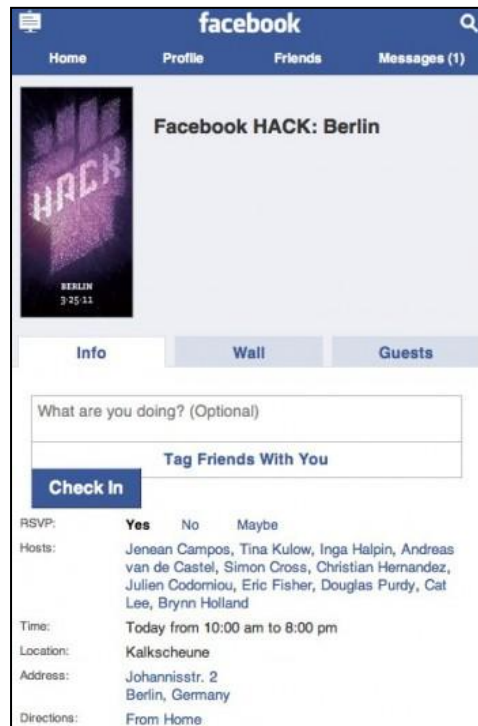 facebook
Home Profile Friends Messages (1)
Facebook HACK: Berlin
HACK
BERLIN
3·25·11
Info Wall Guests
What are you doing? (Optional)
Tag Friends With You
Check In
RSVP: Yes No Maybe
Hosts: Jenean Campos, Tina Kulow, Inga Halpin, Andreas
van de Castel, Simon Cross, Christian Hernandez,
Julien Codorniou, Eric Fisher, Douglas Purdy, Cat
Lee, Brynn Holland
Time: Today from 10:00 am to 8:00 pm
Location: Kalkscheune
Address: Johannisstr. 2
Berlin, Germany
Directions: From Home